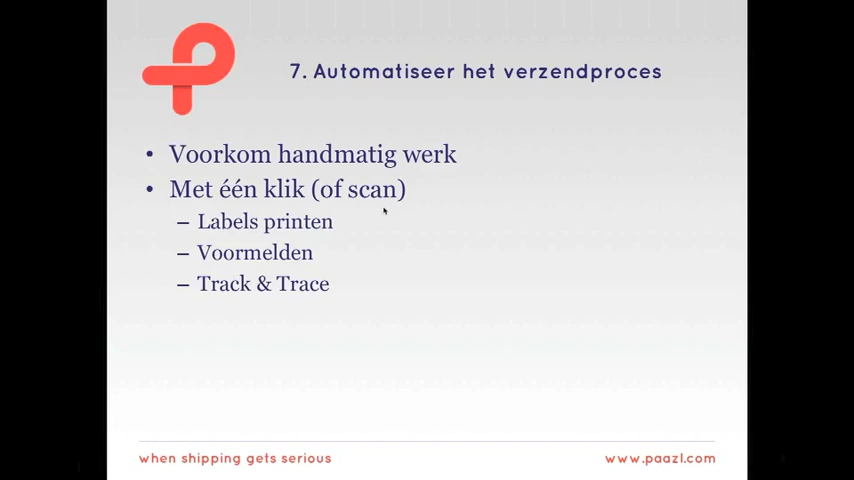 7. Automatiseer het verzendproces
• Voorkom handmatig werk
• Met één klik (of scan)
– Labels printen
– Voormelden
– Track & Trace
when shipping gets serious
www.paazl.com